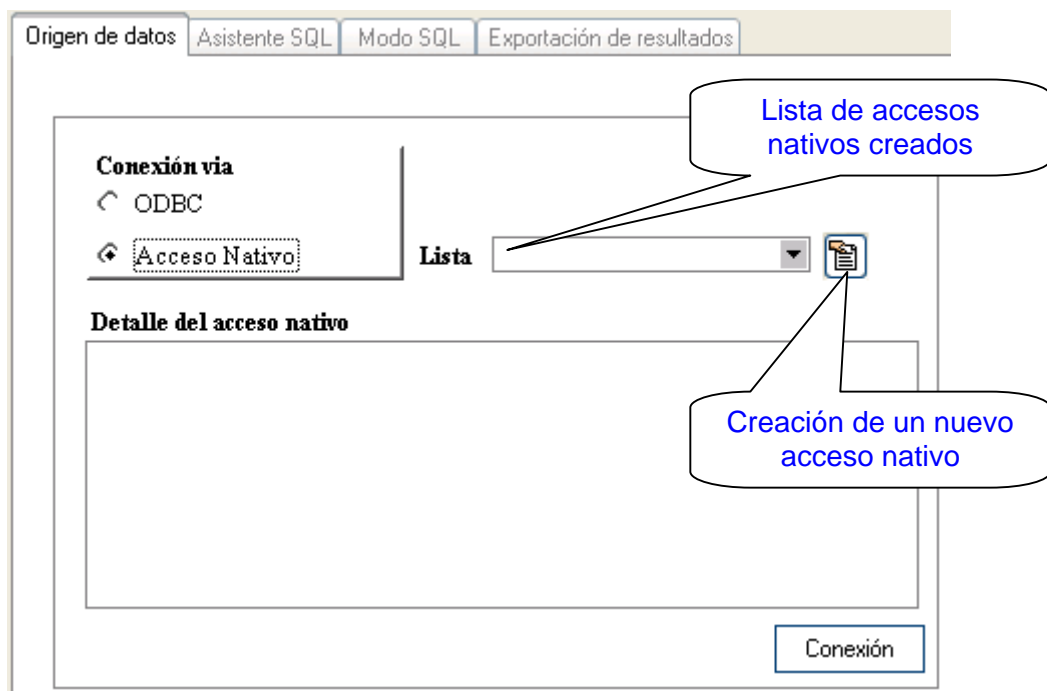 Origen de datos
Asistente SQL
Modo SQL
Exportación de resultados
Lista de accesos
nativos creados
Conexión via
ODBC
Acceso Nativo
Lista
Detalle del acceso nativo
Creación de un nuevo
acceso nativo
Conexión